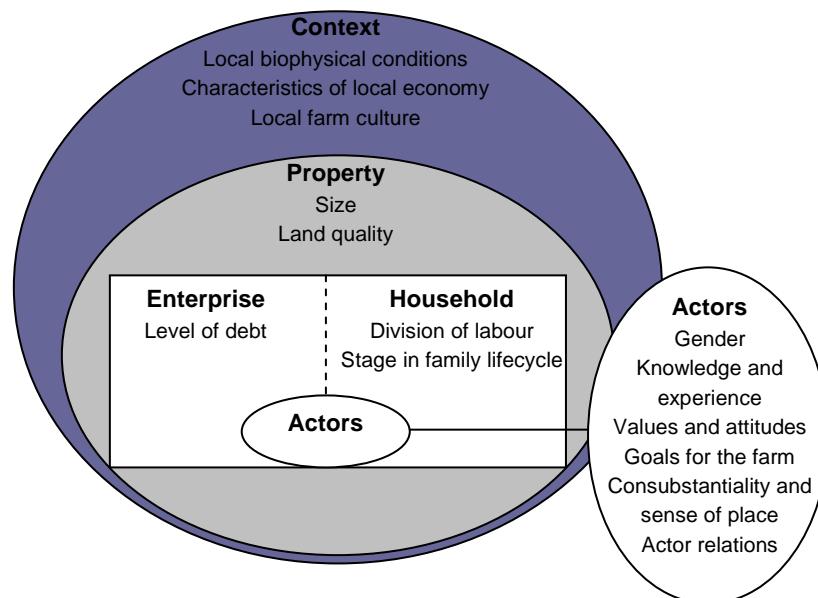 Context
Local biophysical conditions
Characteristics of local economy
Local farm culture
Property
Size
Land quality
Enterprise
Level of debt
Household
Division of labour
Stage in family lifecycle
Actors
Actors
Gender
Knowledge and
experience
Values and attitudes
Goals for the farm
Consubstantiality and
sense of place
Actor relations